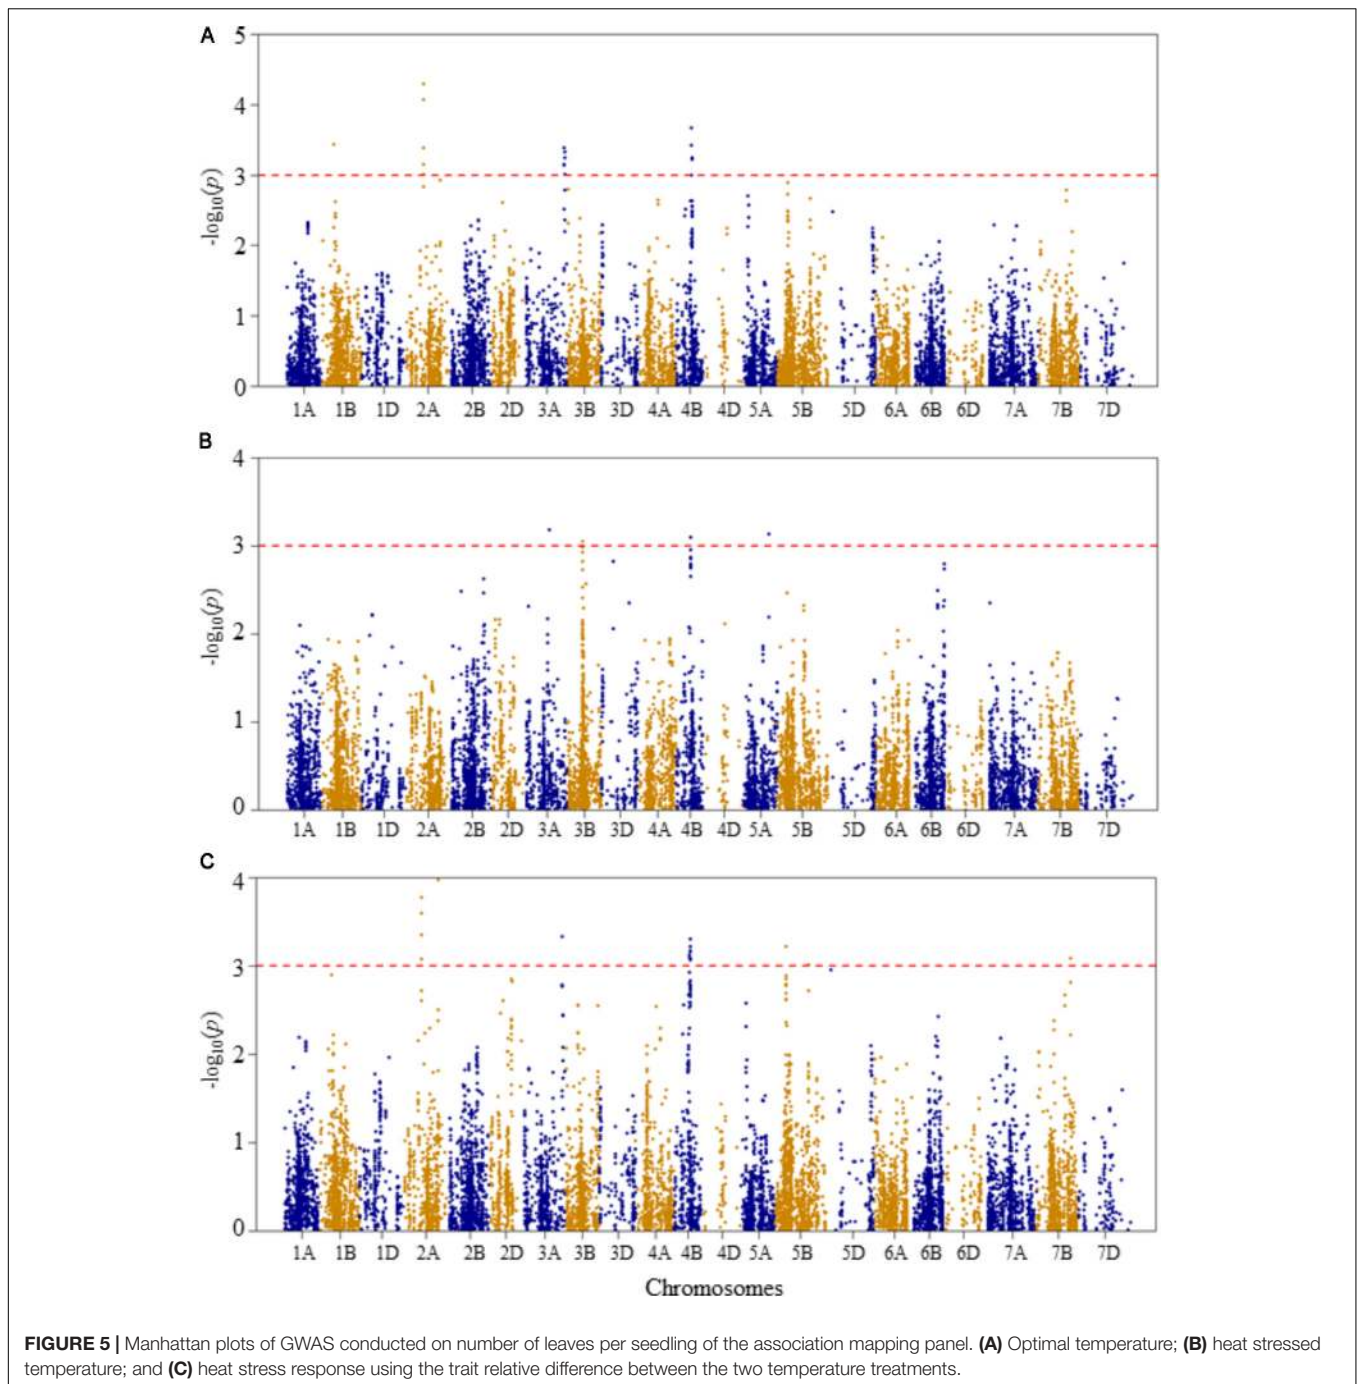 A
5
4
3
2
1
0
-log10(p)
1A 1B 1D 2A 2B 2D 3A 3B 3D 4A 4B 4D 5A 5B 5D 6A 6B 6D 7A 7B 7D
B
4
3
2
1
0
-log10(p)
1A 1B 1D 2A 2B 2D 3A 3B 3D 4A 4B 4D 5A 5B 5D 6A 6B 6D 7A 7B 7D
C
4
3
2
1
0
-log10(p)
1A 1B 1D 2A 2B 2D 3A 3B 3D 4A 4B 4D 5A 5B 5D 6A 6B 6D 7A 7B 7D
Chromosomes
FIGURE 5 | Manhattan plots of GWAS conducted on number of leaves per seedling of the association mapping panel. (A) Optimal temperature; (B) heat stressed
temperature; and (C) heat stress response using the trait relative difference between the two temperature treatments.